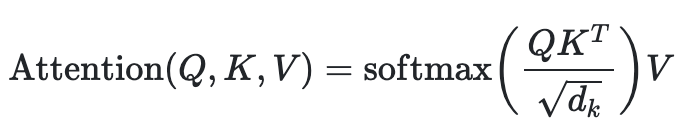 Attention(Q, K, V) = softmax(QK^T / √d_k)V